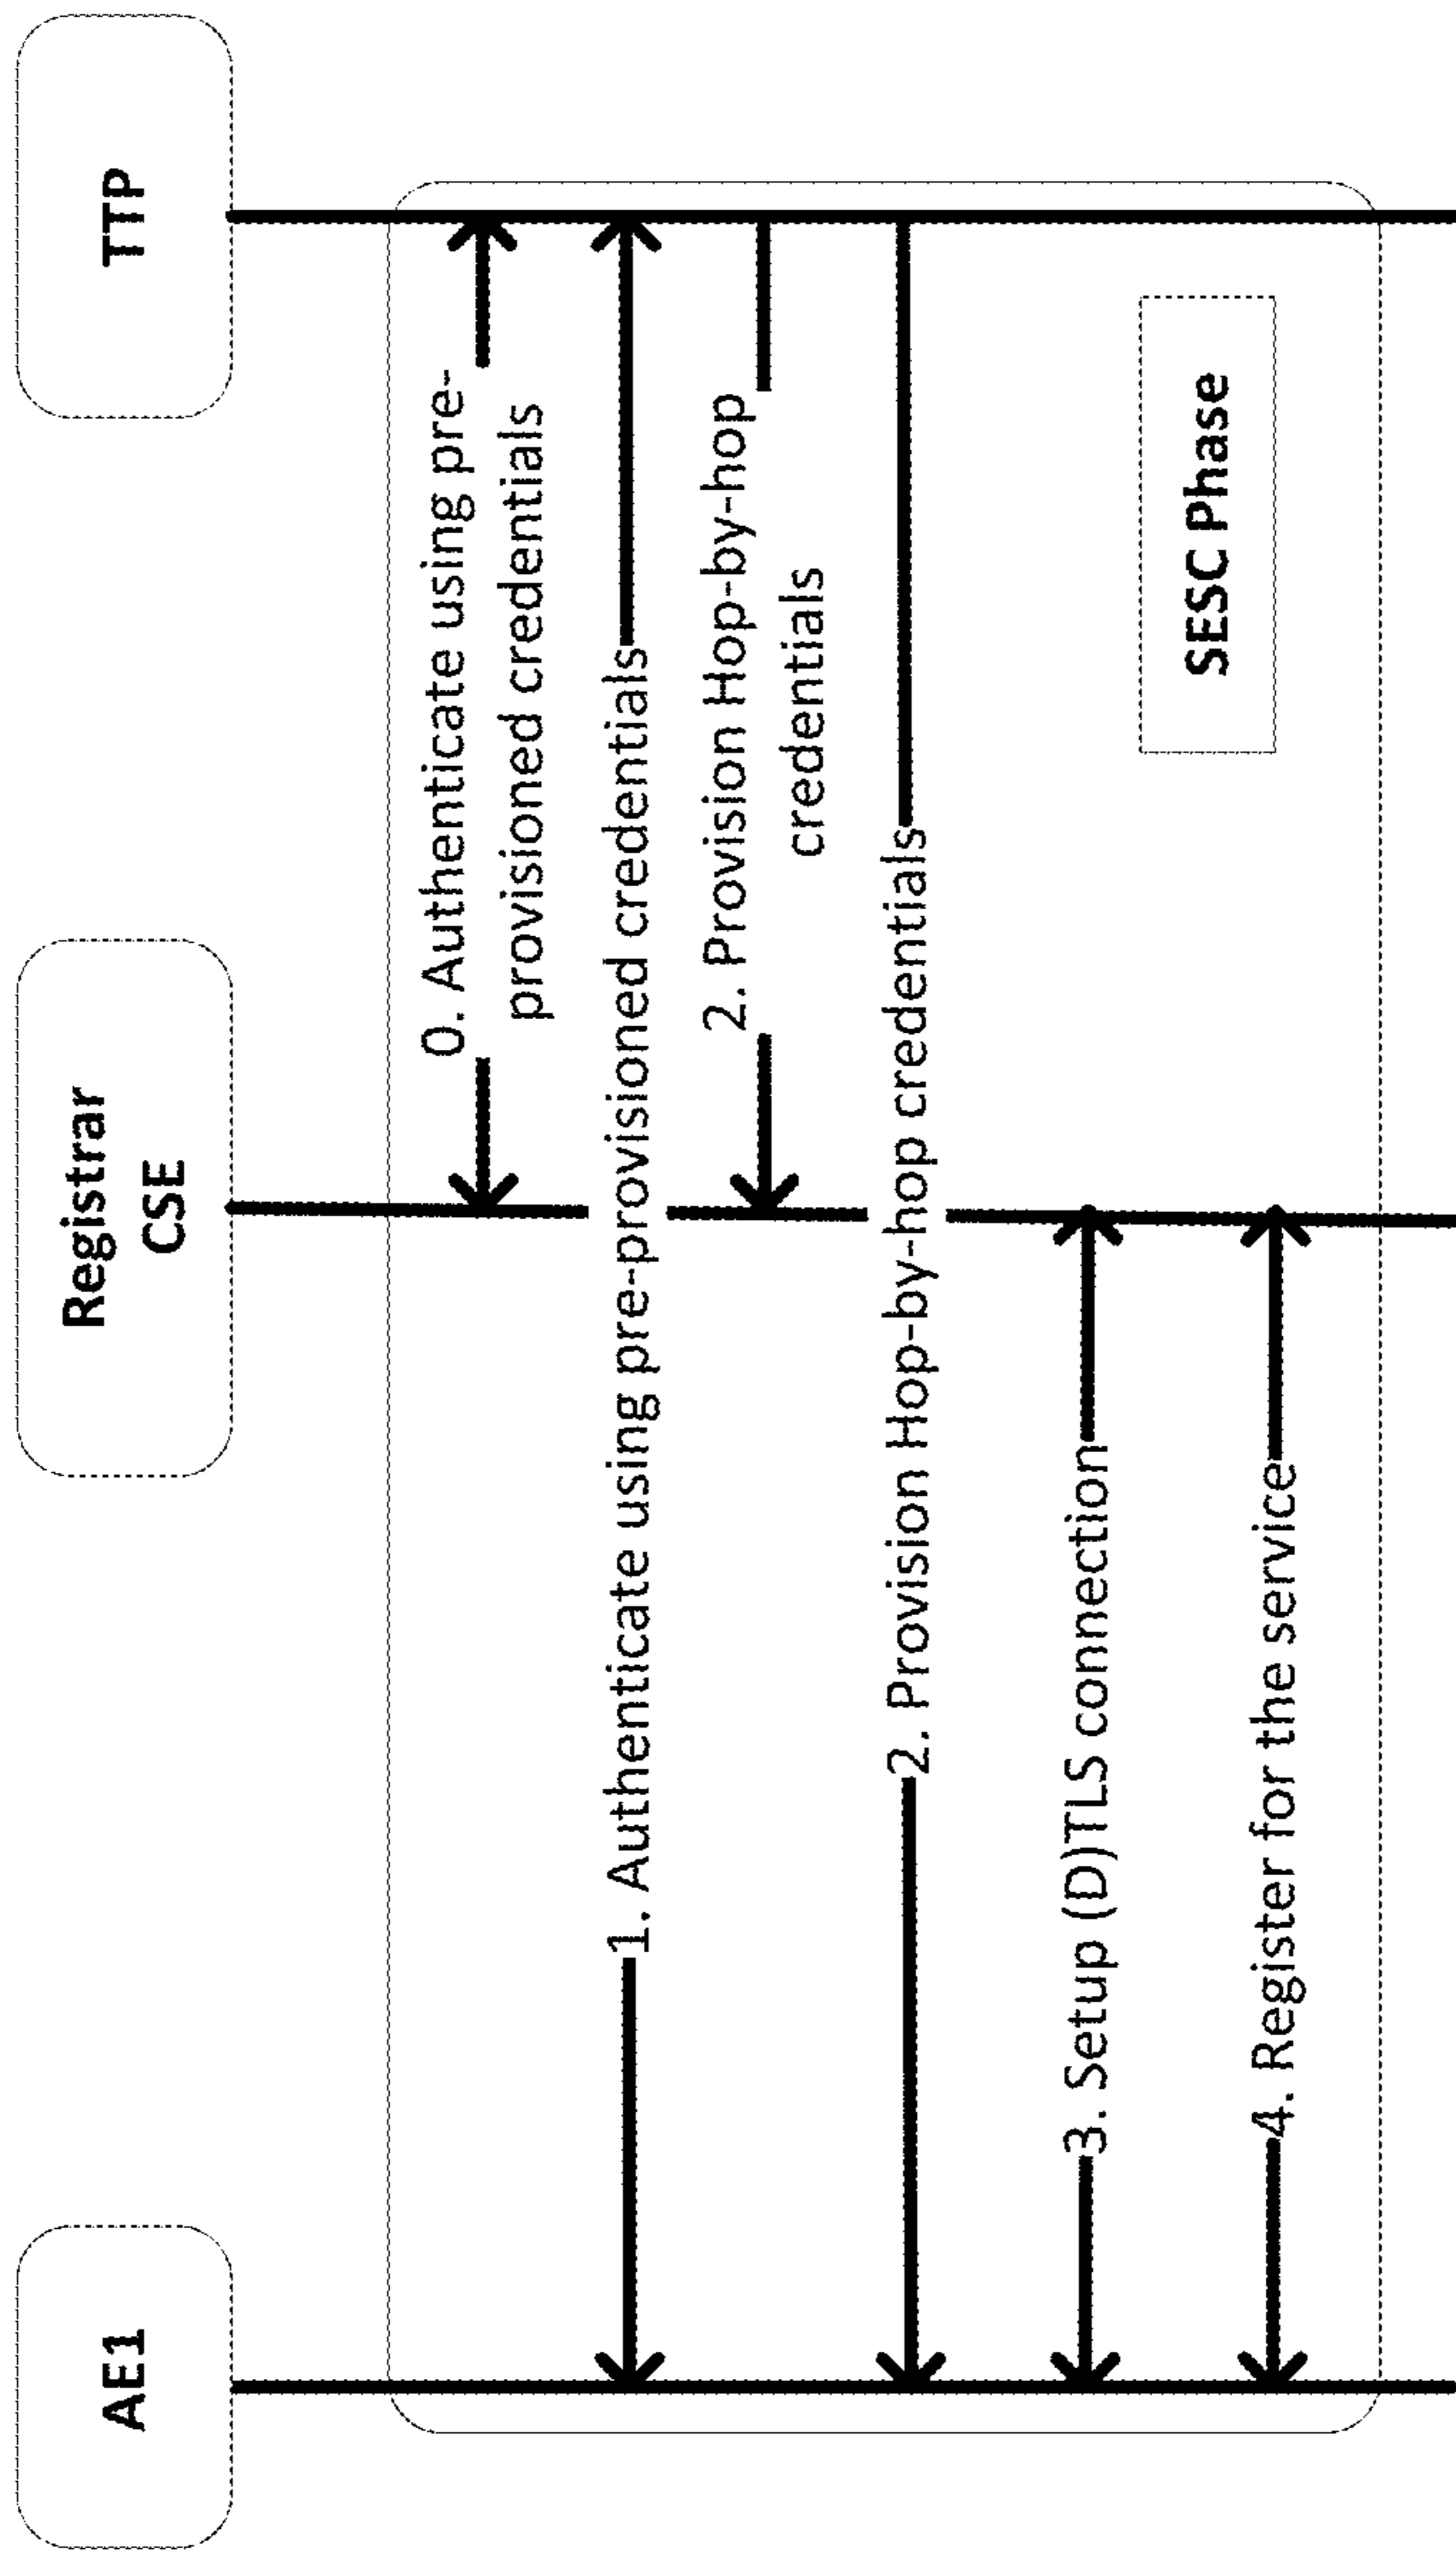 AE1
Registrar
CSE
TTP
0. Authenticate using pre-
provisioned credentials
1. Authenticate using pre-provisioned credentials
2. Provision Hop-by-hop
credentials
2. Provision Hop-by-hop credentials
3. Setup (D)TLS connection
4. Register for the service
SESC Phase